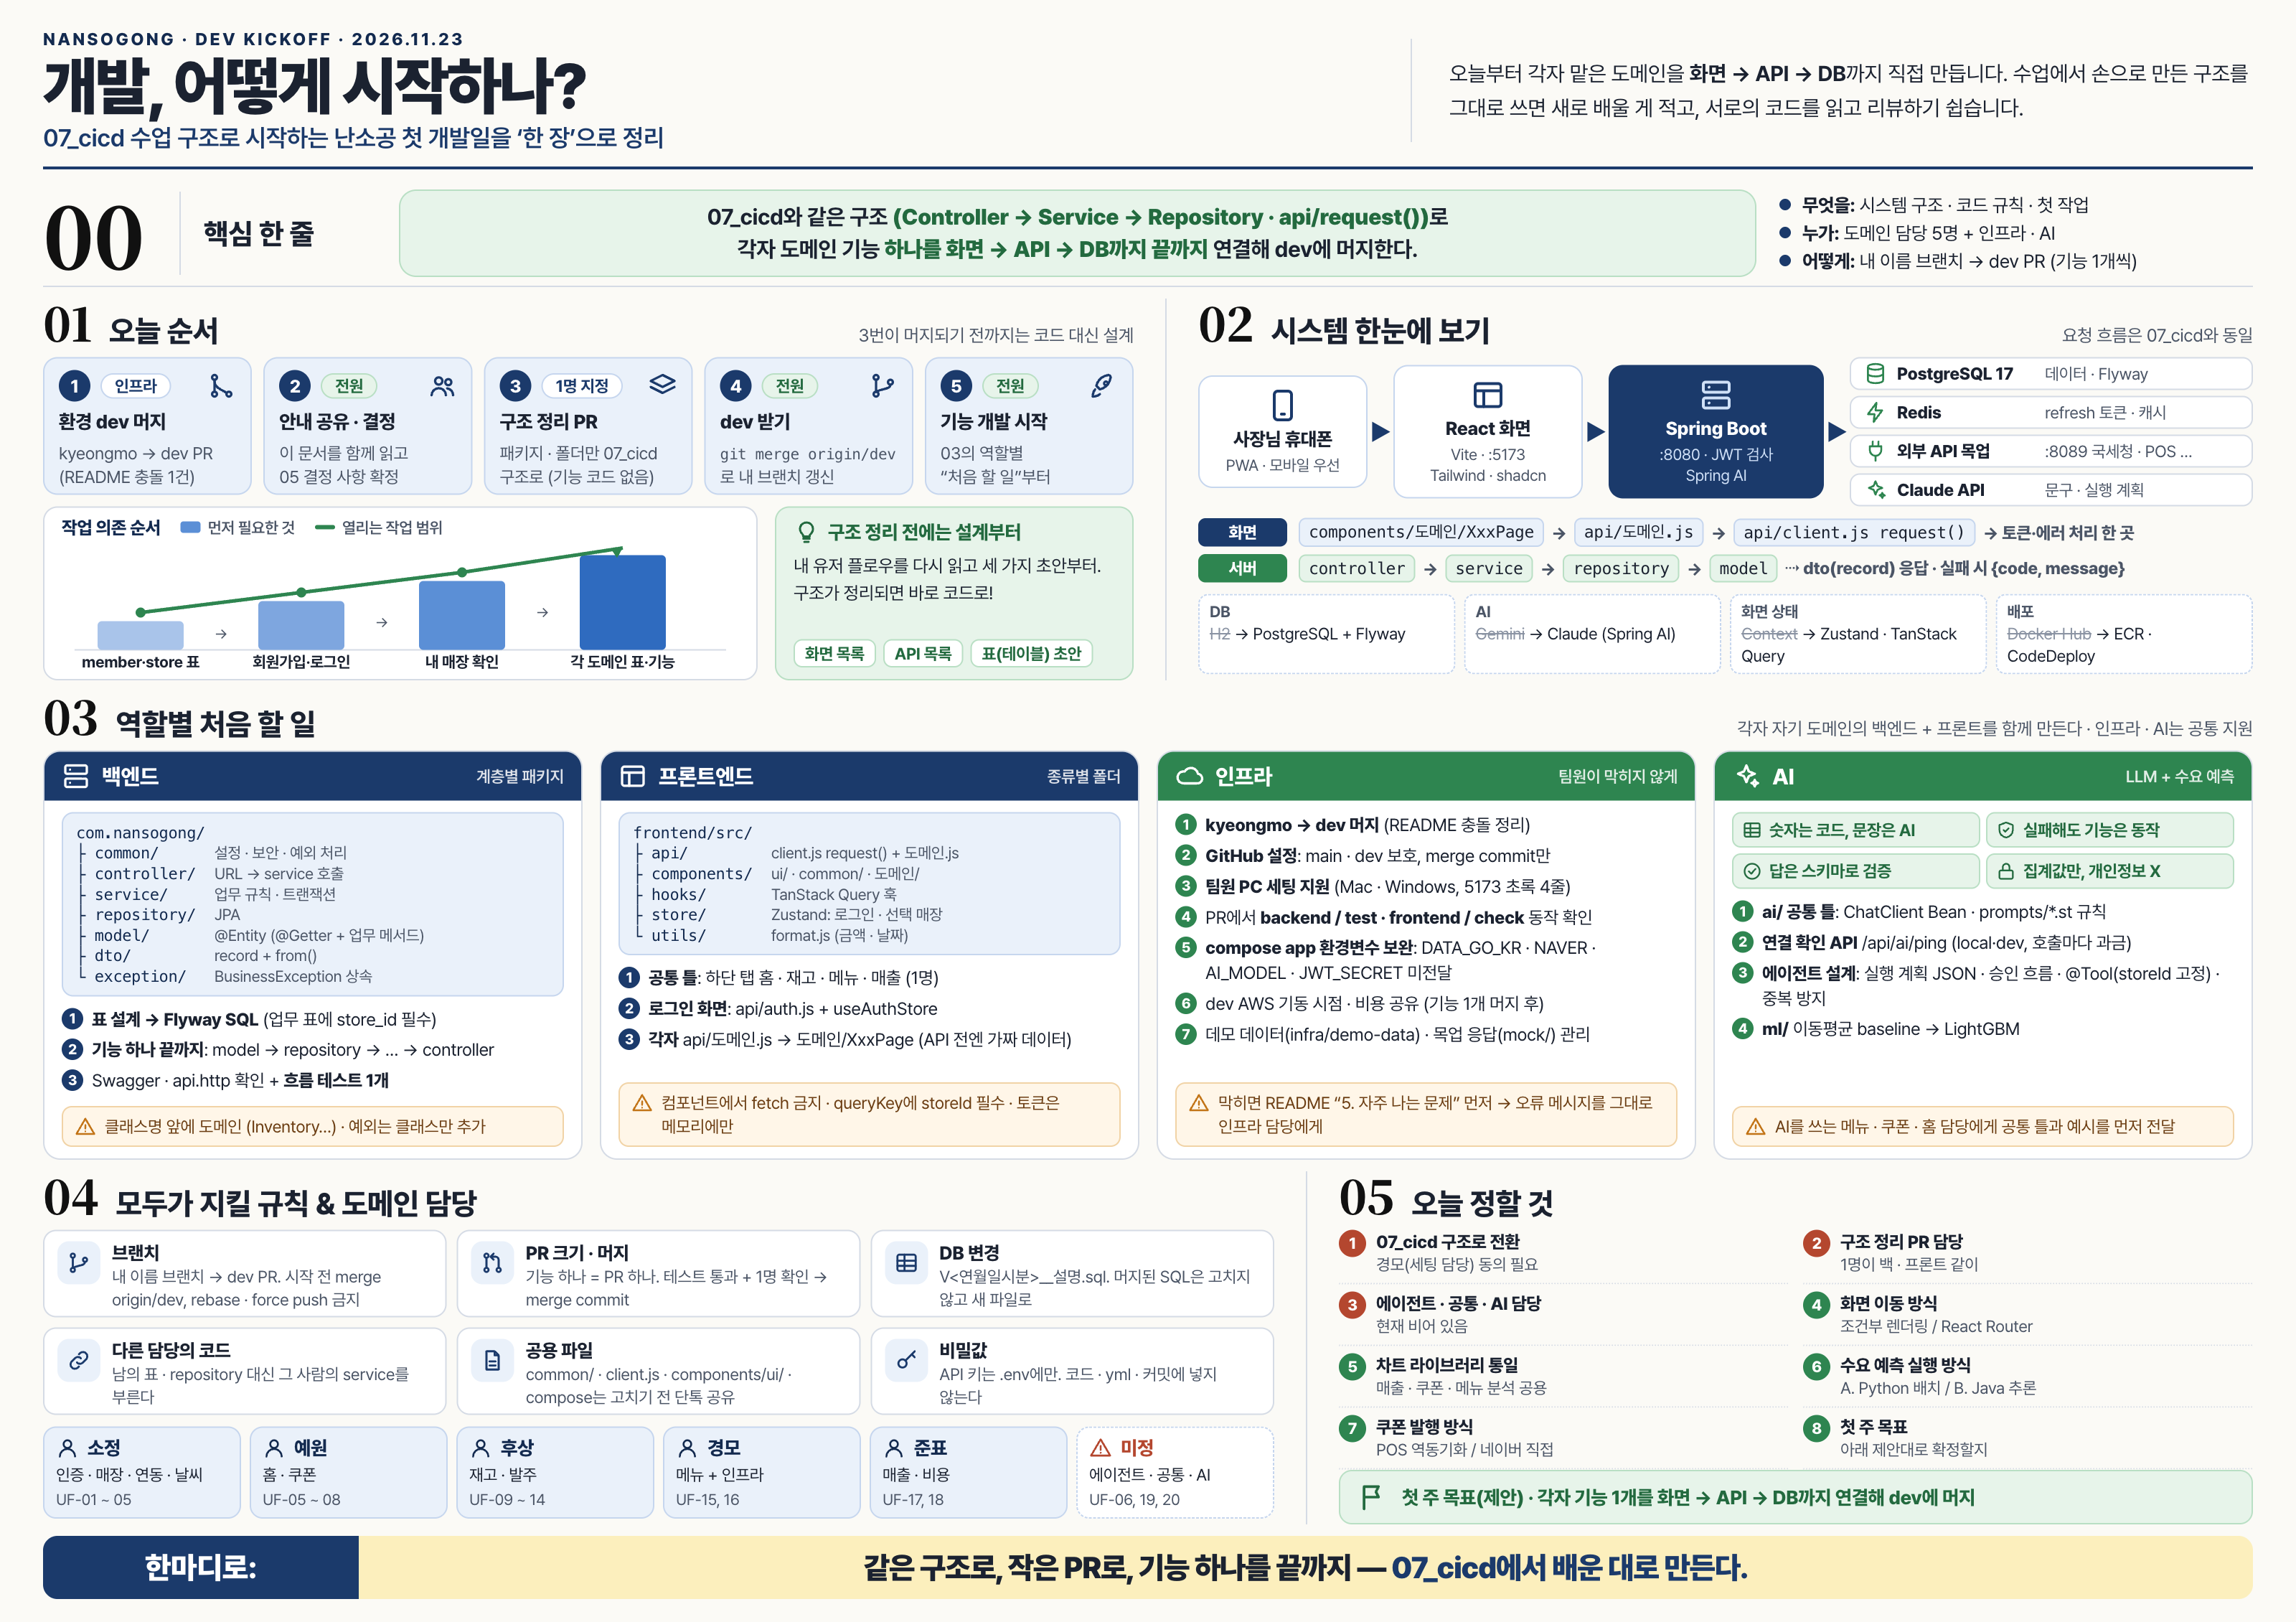 NANSOGONG · DEV KICKOFF · 2026.11.23
개발, 어떻게 시작하나?
07_cicd 수업 구조로 시작하는 난소공 첫 개발일을 ‘한 장’으로 정리
오늘부터 각자 맡은 도메인을 화면 → API → DB까지 직접 만듭니다. 수업에서 손으로 만든 구조를
그대로 쓰면 새로 배울 게 적고, 서로의 코드를 읽고 리뷰하기 쉽습니다.
00 핵심 한 줄
07_cicd와 같은 구조 (Controller → Service → Repository · api/request())로
각자 도메인 기능 하나를 화면 → API → DB까지 끝까지 연결해 dev에 머지한다.
무엇을: 시스템 구조 · 코드 규칙 · 첫 작업
누가: 도메인 담당 5명 + 인프라 · AI
어떻게: 내 이름 브랜치 → dev PR (기능 1개씩)
01 오늘 순서
3번이 머지되기 전까지는 코드 대신 설계
1 인프라
환경 dev 머지
kyeongmo → dev PR
(README 충돌 1건)
2 전원
안내 공유 · 결정
이 문서를 함께 읽고
05 결정 사항 확정
3 1명 지정
구조 정리 PR
패키지 · 폴더만 07_cicd
구조로 (기능 코드 없음)
4 전원
dev 받기
git merge origin/dev
로 내 브랜치 갱신
5 전원
기능 개발 시작
03의 역할별
“처음 할 일”부터
작업 의존 순서 먼저 필요한 것 열리는 작업 범위
→ → →
member·store 표 회원가입·로그인 내 매장 확인 각 도메인 표·기능
구조 정리 전에는 설계부터
내 유저 플로우를 다시 읽고 세 가지 초안부터.
구조가 정리되면 바로 코드로!
화면 목록 API 목록 표(테이블) 초안
02 시스템 한눈에 보기
요청 흐름은 07_cicd와 동일
사장님 휴대폰
PWA · 모바일 우선
React 화면
Vite · :5173
Tailwind · shadcn
Spring Boot
:8080 · JWT 검사
Spring AI
PostgreSQL 17 데이터 · Flyway
Redis refresh 토큰 · 캐시
외부 API 목업 :8089 국세청 · POS ...
Claude API 문구 · 실행 계획
화면 components/도메인/XxxPage → api/도메인.js → api/client.js request() → 토큰·에러 처리 한 곳
서버 controller → service → repository → model ⇢ dto(record) 응답 · 실패 시 {code, message}
DB
H2 → PostgreSQL + Flyway
AI
Gemini → Claude (Spring AI)
화면 상태
Context → Zustand · TanStack
Query
배포
Docker Hub → ECR ·
CodeDeploy
03 역할별 처음 할 일
각자 자기 도메인의 백엔드 + 프론트를 함께 만든다 · 인프라 · AI는 공통 지원
백엔드 계층별 패키지
com.nansogong/
├ common/ 설정 · 보안 · 예외 처리
├ controller/ URL → service 호출
├ service/ 업무 규칙 · 트랜잭션
├ repository/ JPA
├ model/ @Entity (@Getter + 업무 메서드)
├ dto/ record + from()
└ exception/ BusinessException 상속
1 표 설계 → Flyway SQL (업무 표에 store_id 필수)
2 기능 하나 끝까지: model → repository → ... → controller
3 Swagger · api.http 확인 + 흐름 테스트 1개
클래스명 앞에 도메인 (Inventory...) · 예외는 클래스만 추가
프론트엔드 종류별 폴더
frontend/src/
├ api/ client.js request() + 도메인.js
├ components/ ui/ · common/ · 도메인/
├ hooks/ TanStack Query 훅
├ store/ Zustand: 로그인 · 선택 매장
└ utils/ format.js (금액 · 날짜)
1 공통 틀: 하단 탭 홈 · 재고 · 메뉴 · 매출 (1명)
2 로그인 화면: api/auth.js + useAuthStore
3 각자 api/도메인.js → 도메인/XxxPage (API 전엔 가짜 데이터)
컴포넌트에서 fetch 금지 · queryKey에 storeId 필수 · 토큰은
메모리에만
인프라 팀원이 막히지 않게
1 kyeongmo → dev 머지 (README 충돌 정리)
2 GitHub 설정: main · dev 보호, merge commit만
3 팀원 PC 세팅 지원 (Mac · Windows, 5173 초록 4줄)
4 PR에서 backend / test · frontend / check 동작 확인
5 compose app 환경변수 보완: DATA_GO_KR · NAVER ·
AI_MODEL · JWT_SECRET 미전달
6 dev AWS 기동 시점 · 비용 공유 (기능 1개 머지 후)
7 데모 데이터(infra/demo-data) · 목업 응답(mock/) 관리
막히면 README “5. 자주 나는 문제” 먼저 → 오류 메시지를 그대로
인프라 담당에게
AI LLM + 수요 예측
숫자는 코드, 문장은 AI 실패해도 기능은 동작
답은 스키마로 검증 집계값만, 개인정보 X
1 ai/ 공통 틀: ChatClient Bean · prompts/*.st 규칙
2 연결 확인 API /api/ai/ping (local·dev, 호출마다 과금)
3 에이전트 설계: 실행 계획 JSON · 승인 흐름 · @Tool(storeId 고정) ·
중복 방지
4 ml/ 이동평균 baseline → LightGBM
AI를 쓰는 메뉴 · 쿠폰 · 홈 담당에게 공통 틀과 예시를 먼저 전달
04 모두가 지킬 규칙 & 도메인 담당
브랜치
내 이름 브랜치 → dev PR. 시작 전 merge
origin/dev, rebase · force push 금지
PR 크기 · 머지
기능 하나 = PR 하나. 테스트 통과 + 1명 확인 →
merge commit
DB 변경
V<연월일시분>__설명.sql. 머지된 SQL은 고치지
않고 새 파일로
다른 담당의 코드
남의 표 · repository 대신 그 사람의 service를
부른다
공용 파일
common/ · client.js · components/ui/ ·
compose는 고치기 전 단톡 공유
비밀값
API 키는 .env에만. 코드 · yml · 커밋에 넣지
않는다
소정
인증 · 매장 · 연동 · 날씨
UF-01 ~ 05
예원
홈 · 쿠폰
UF-05 ~ 08
후상
재고 · 발주
UF-09 ~ 14
경모
메뉴 + 인프라
UF-15, 16
준표
매출 · 비용
UF-17, 18
미정
에이전트 · 공통 · AI
UF-06, 19, 20
05 오늘 정할 것
1 07_cicd 구조로 전환
경모(세팅 담당) 동의 필요
2 구조 정리 PR 담당
1명이 백 · 프론트 같이
3 에이전트 · 공통 · AI 담당
현재 비어 있음
4 화면 이동 방식
조건부 렌더링 / React Router
5 차트 라이브러리 통일
매출 · 쿠폰 · 메뉴 분석 공용
6 수요 예측 실행 방식
A. Python 배치 / B. Java 추론
7 쿠폰 발행 방식
POS 역동기화 / 네이버 직접
8 첫 주 목표
아래 제안대로 확정할지
첫 주 목표(제안) · 각자 기능 1개를 화면 → API → DB까지 연결해 dev에 머지
한마디로: 같은 구조로, 작은 PR로, 기능 하나를 끝까지 — 07_cicd에서 배운 대로 만든다.